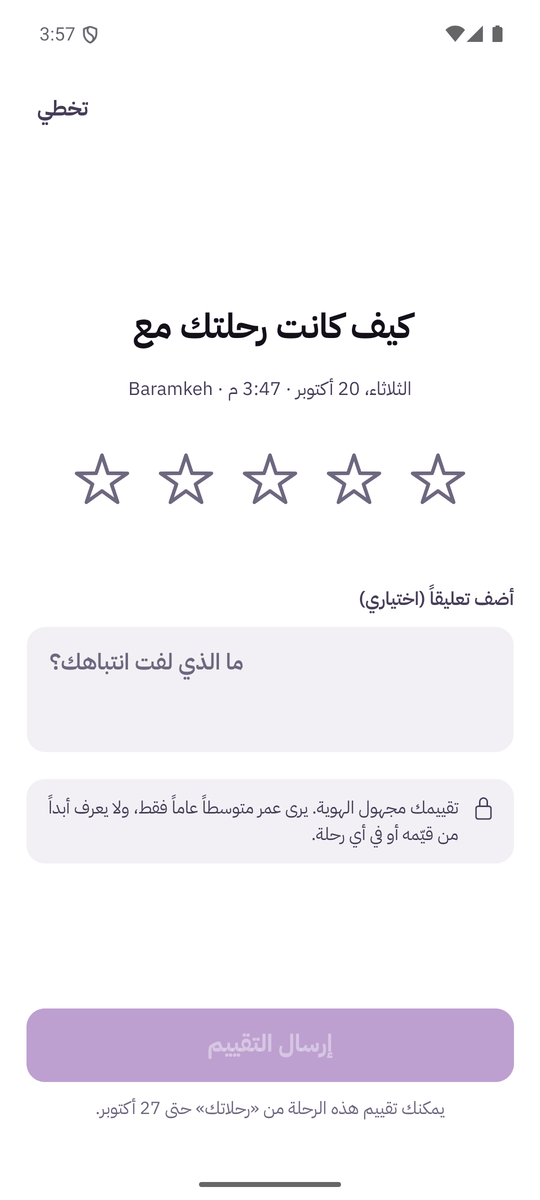 3:57
تخطي
كيف كانت رحلتك مع
الثلاثاء، 20 أكتوبر · 3:47 م · Baramkeh
أضف تعليقاً (اختياري)
ما الذي لفت انتباهك؟
تقييمك مجهول الهوية. يرى عمر متوسطاً عاماً فقط، ولا يعرف أبداً
من قيّمه أو في أي رحلة.
إرسال التقييم
يمكنك تقييم هذه الرحلة من «رحلاتك» حتى 27 أكتوبر.